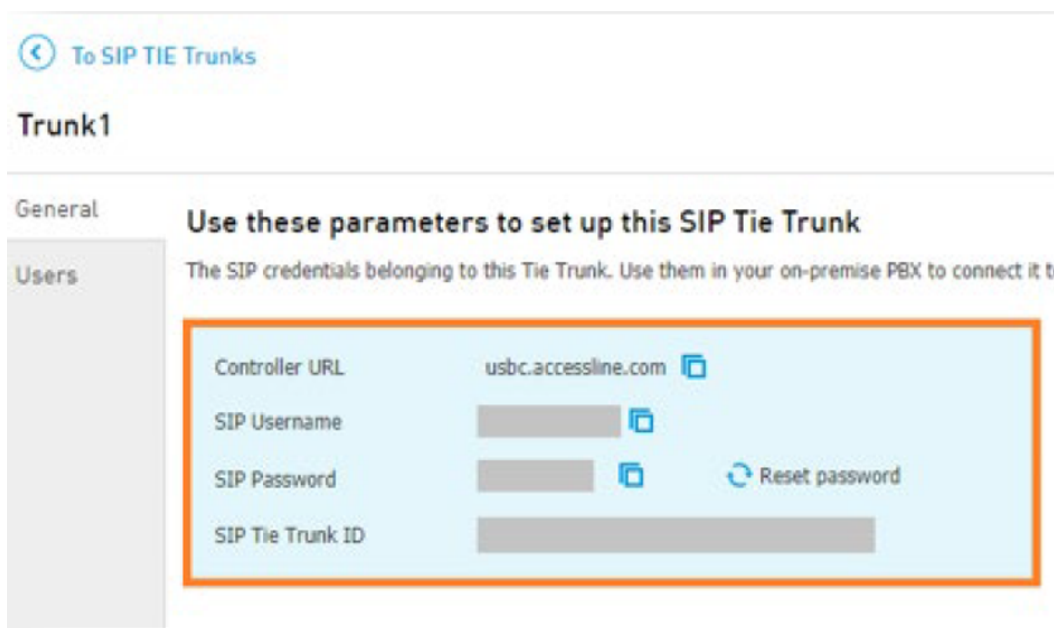 To SIP TIE Trunks
Trunk1
General
Use these parameters to set up this SIP Tie Trunk
Users
The SIP credentials belonging to this Tie Trunk. Use them in your on-premise PBX to connect it
Controller URL usbc.accessline.com
SIP Username
SIP Password Reset password
SIP Tie Trunk ID